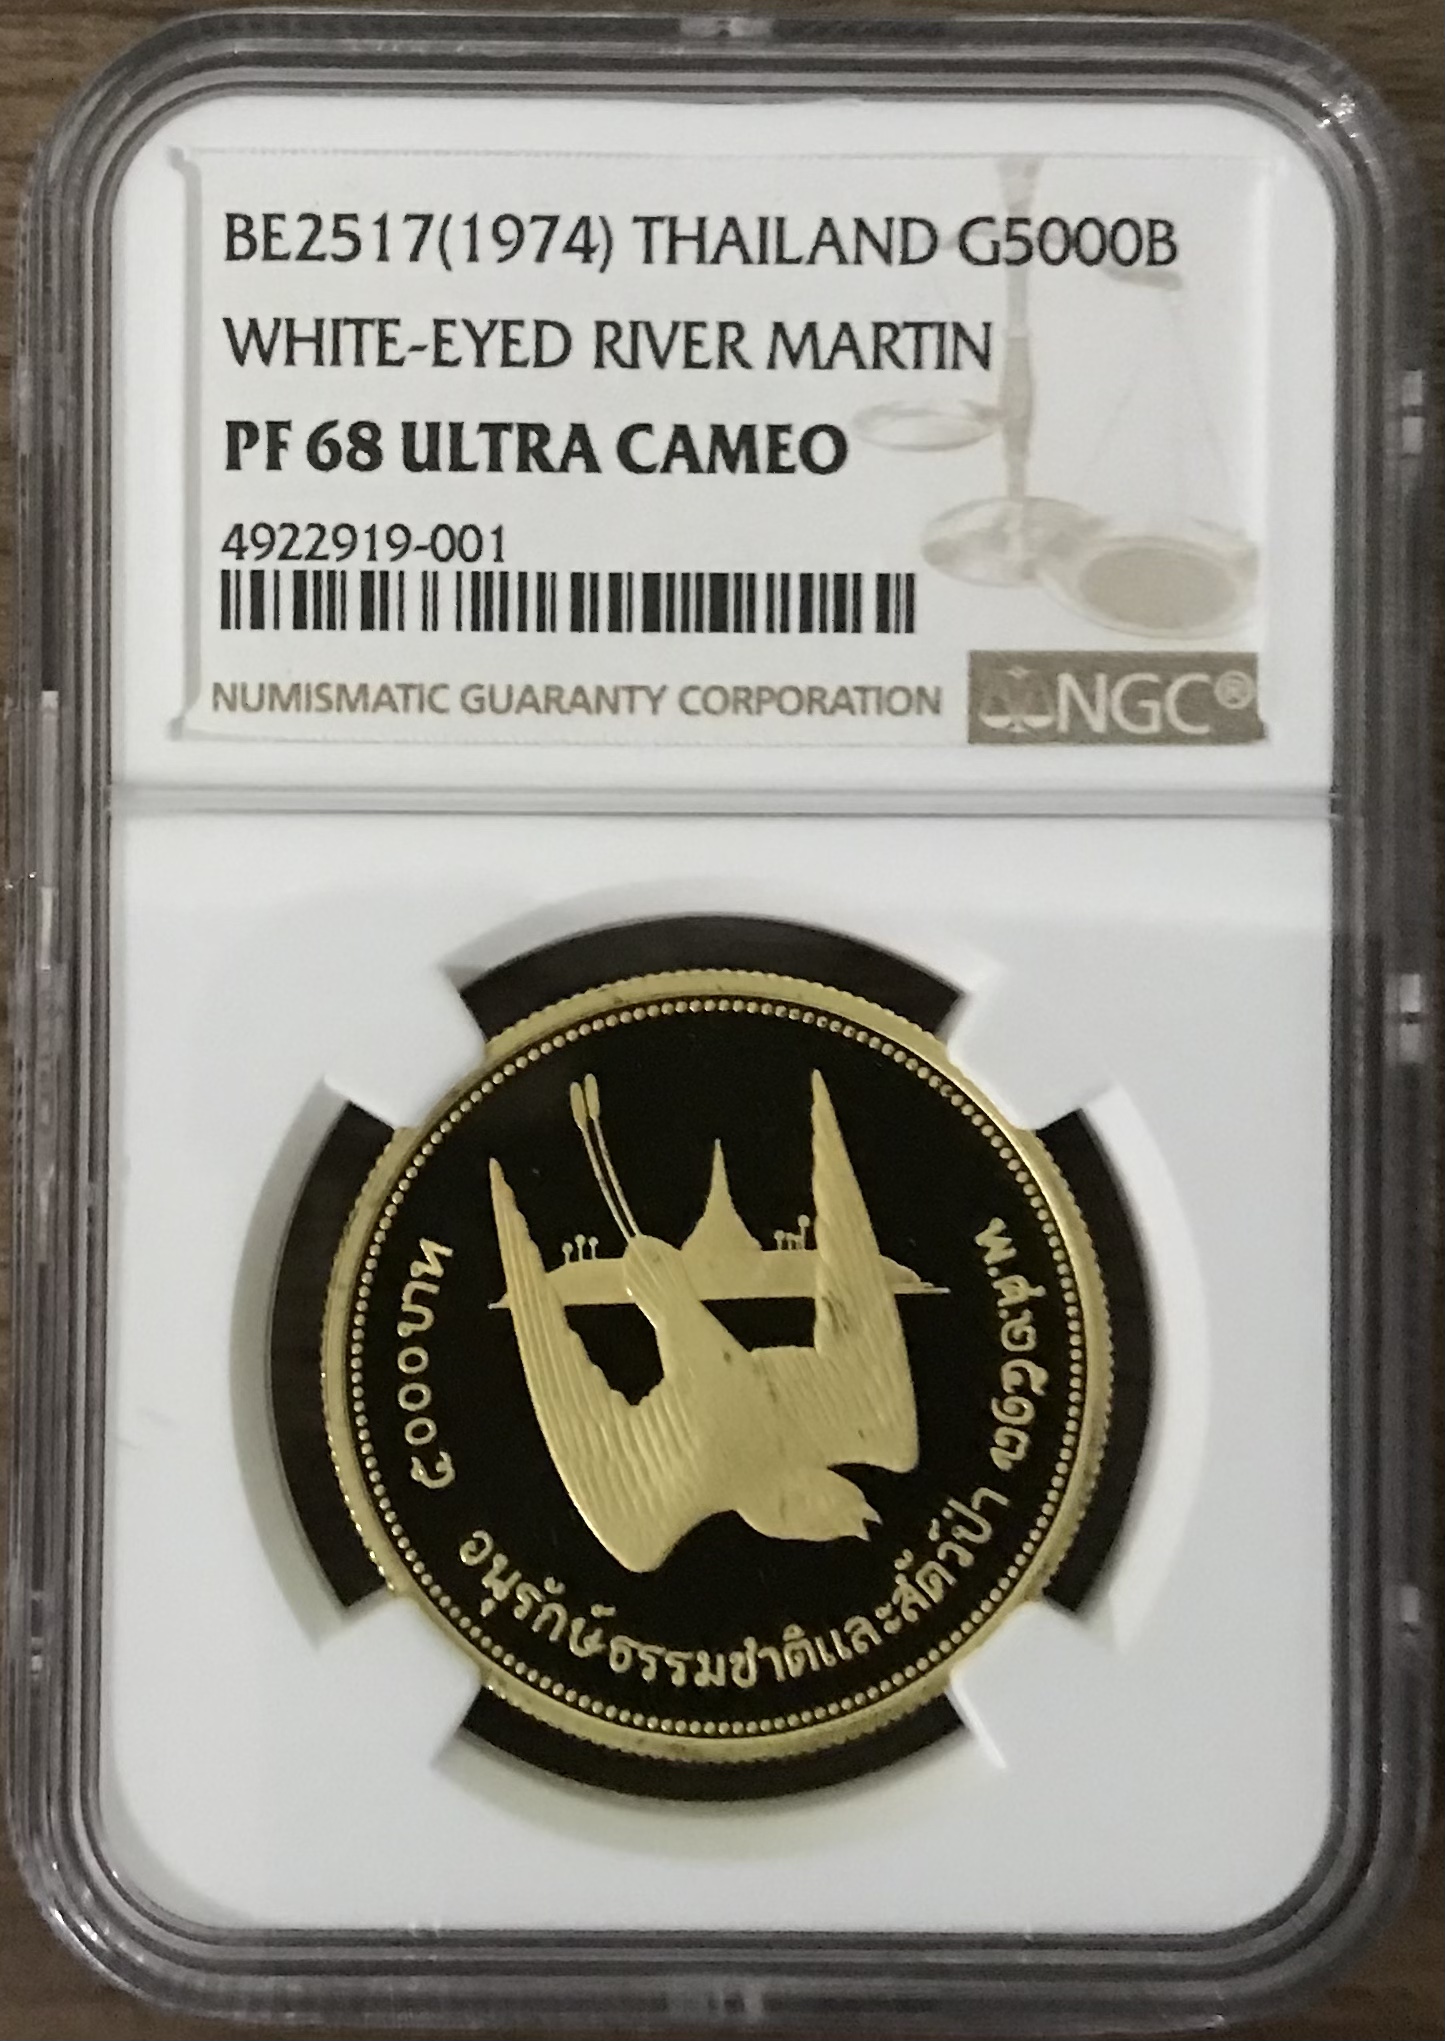 BE2517(1974) THAILAND G5000B
WHITE-EYED RIVER MARTIN
PF 68 ULTRA CAMEO
4922919-001
NUMISMATIC GUARANTY CORPORATION NGC®
๕๐๐๐บาท
อนุรักษ์ธรรมชาติและสัตว์ป่า
พ.ศ.๒๕๑๗